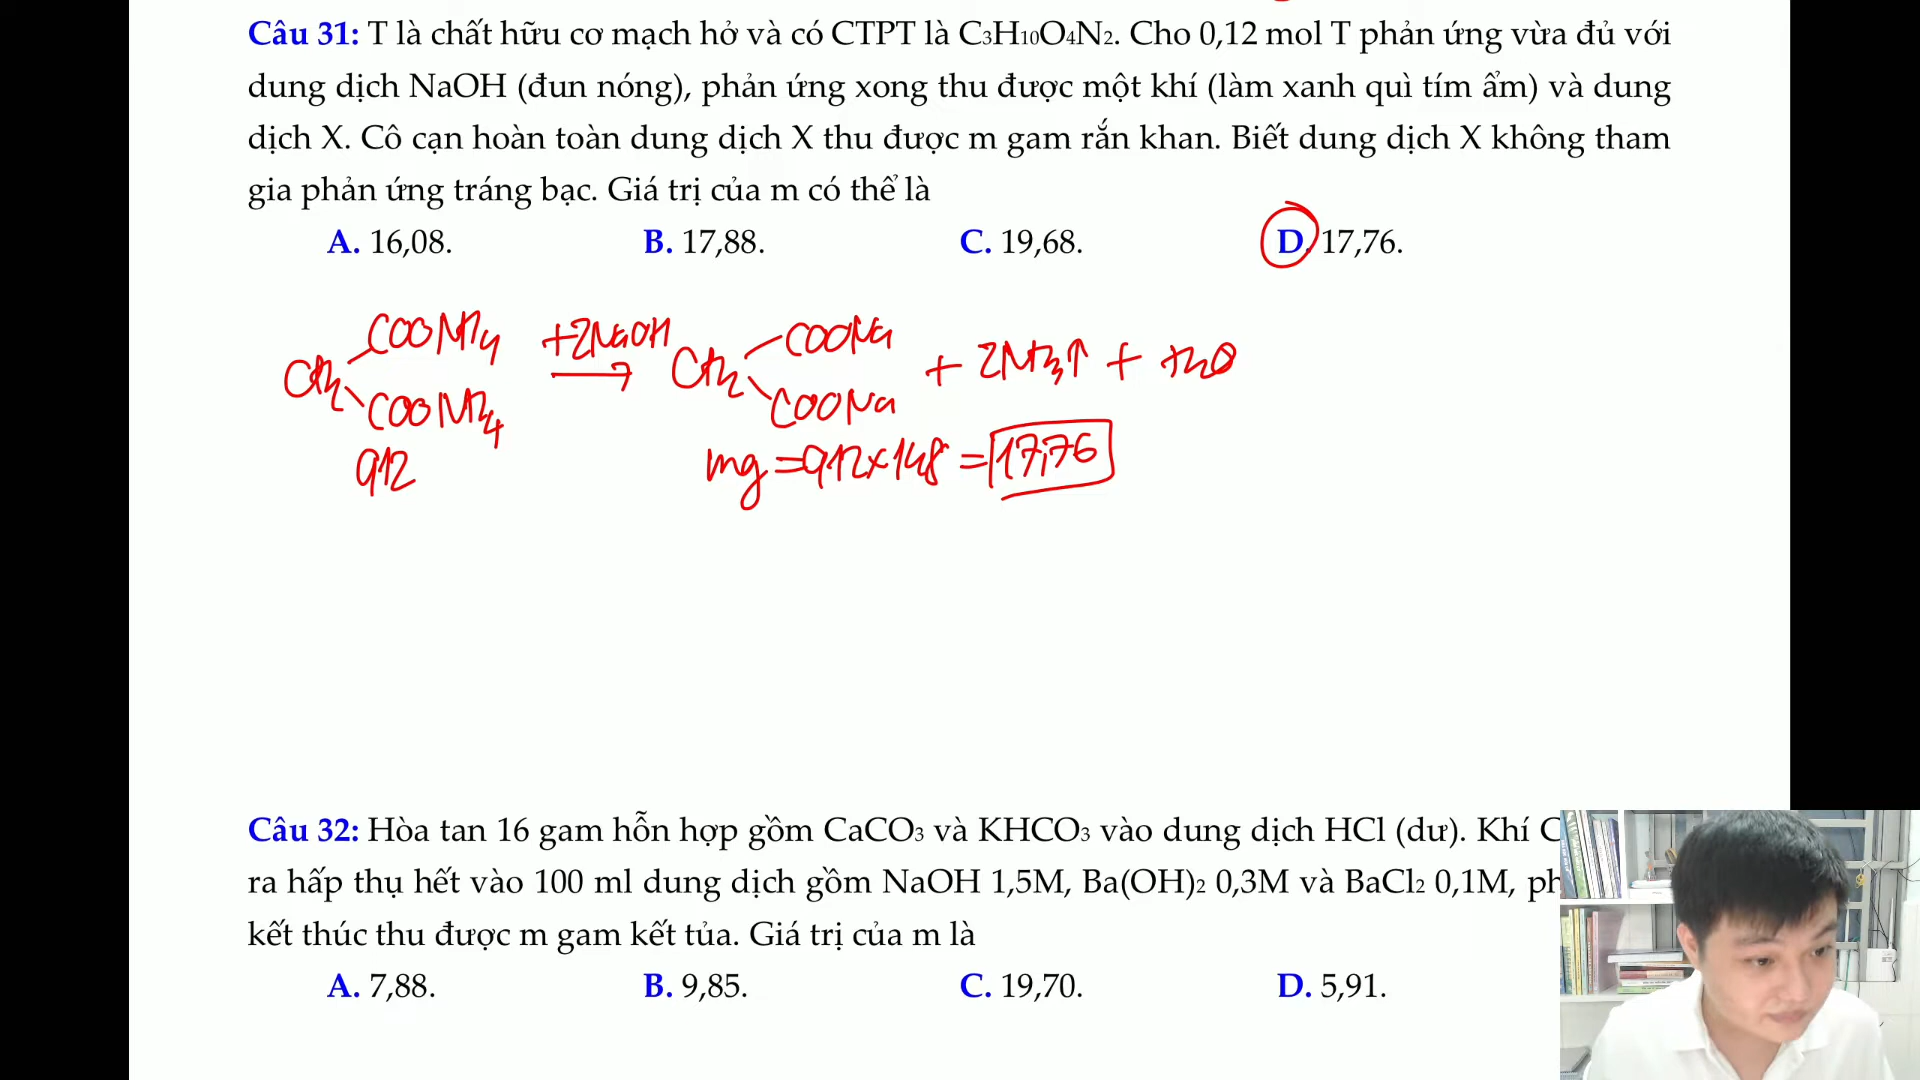 Câu 31: T là chất hữu cơ mạch hở và có CTPT là C₃H₁₀O₄N₂. Cho 0,12 mol T phản ứng vừa đủ với
dung dịch NaOH (đun nóng), phản ứng xong thu được một khí (làm xanh quì tím ẩm) và dung
dịch X. Cô cạn hoàn toàn dung dịch X thu được m gam rắn khan. Biết dung dịch X không tham
gia phản ứng tráng bạc. Giá trị của m có thể là
A. 16,08. B. 17,88. C. 19,68. D. 17,76.
COONH₄ +2NaOH COONa
CH₂ → CH₂ + 2NH₃↑ + H₂O
COONH₄ COONa
0,12 mg = 0,12 × 148 = 17,76
Câu 32: Hòa tan 16 gam hỗn hợp gồm CaCO₃ và KHCO₃ vào dung dịch HCl (dư). Khí C
ra hấp thụ hết vào 100 ml dung dịch gồm NaOH 1,5M, Ba(OH)₂ 0,3M và BaCl₂ 0,1M, ph
kết thúc thu được m gam kết tủa. Giá trị của m là
A. 7,88. B. 9,85. C. 19,70. D. 5,91.